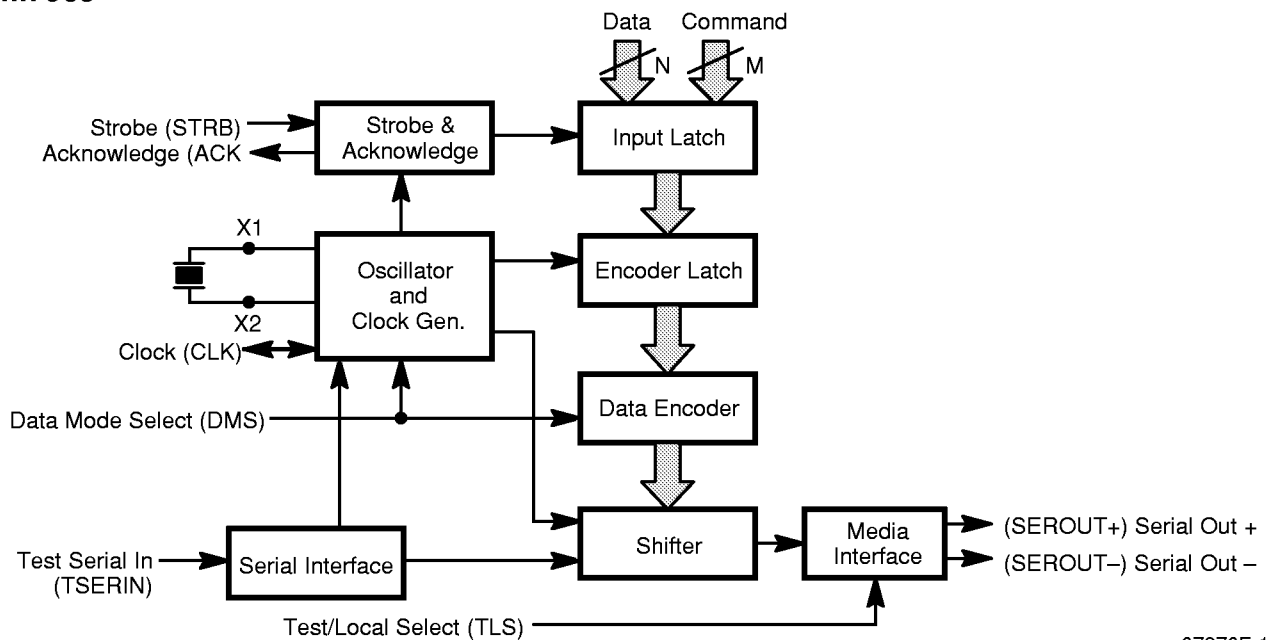 Data Command
N M
Strobe (STRB)
Acknowledge (ACK
Strobe &
Acknowledge
Input Latch
X1
Oscillator
and
Clock Gen.
Encoder Latch
X2
Clock (CLK)
Data Mode Select (DMS)
Data Encoder
Test Serial In
(TSERIN)
Serial Interface
Shifter
Media
Interface
(SEROUT+) Serial Out +
(SEROUT–) Serial Out –
Test/Local Select (TLS)